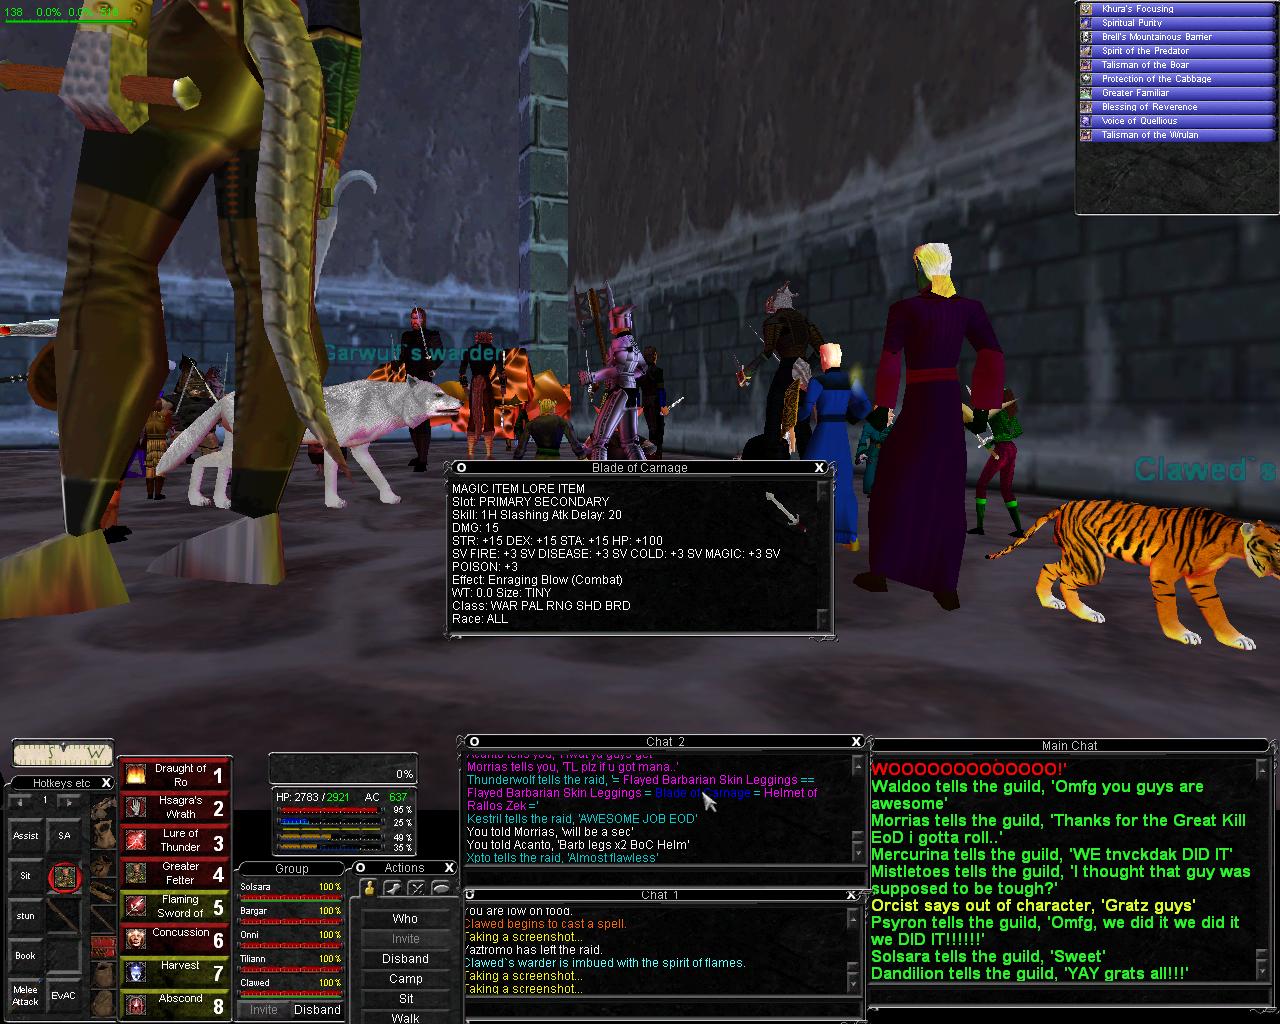 138 0.0% 0.0%
Khura's Focusing
Spiritual Purity
Brell's Mountainous Barrier
Spirit of the Predator
Talisman of the Boar
Protection of the Cabbage
Greater Familiar
Blessing of Reverence
Voice of Quellious
Talisman of the Wrulan
Garwulf`s warder
Clawed`s
Blade of Carnage
MAGIC ITEM LORE ITEM
Slot: PRIMARY SECONDARY
Skill: 1H Slashing Atk Delay: 20
DMG: 15
STR: +15 DEX: +15 STA: +15 HP: +100
SV FIRE: +3 SV DISEASE: +3 SV COLD: +3 SV MAGIC: +3 SV
POISON: +3
Effect: Enraging Blow (Combat)
WT: 0.0 Size: TINY
Class: WAR PAL RNG SHD BRD
Race: ALL
S W
Hotkeys etc X
1
Assist
SA
Sit
stun
Book
Melee
Attack
EvAC
Draught of
Ro
1
Hsagra's
Wrath
2
Lure of
Thunder
3
Greater
Fetter
4
Flaming
Sword of
5
Concussion
6
Harvest
7
Abscond
8
0%
HP: 2783 / 2921 AC 637
95 %
25 %
49 %
35 %
Group
Solsara 100 %
Bargar 100 %
Onni 100 %
Tiliann 100 %
Clawed 100 %
Invite Disband
Actions X
Who
Invite
Disband
Camp
Sit
Walk
Chat 2
Acanto tells you, 'Hwat yu guys get'
Morrias tells you, 'TL plz if u got mana..'
Thunderwolf tells the raid, '= Flayed Barbarian Skin Leggings ==
Flayed Barbarian Skin Leggings = Blade of Carnage = Helmet of
Rallos Zek ='
Kestril tells the raid, 'AWESOME JOB EOD'
You told Morrias, 'will be a sec'
You told Acanto, 'Barb legs x2 BoC Helm'
Xpto tells the raid, 'Almost flawless'
Chat 1
You are low on food.
Clawed begins to cast a spell.
Taking a screenshot...
Yaztromo has left the raid.
Clawed`s warder is imbued with the spirit of flames.
Taking a screenshot...
Taking a screenshot...
Main Chat
WOOOOOOOOOOOOO!'
Waldoo tells the guild, 'Omfg you guys are
awesome'
Morrias tells the guild, 'Thanks for the Great Kill
EoD i gotta roll..'
Mercurina tells the guild, 'WE tnvckdak DID IT'
Mistletoes tells the guild, 'I thought that guy was
supposed to be tough?'
Orcist says out of character, 'Gratz guys'
Psyron tells the guild, 'Omfg, we did it we did it
we DID IT!!!!!!'
Solsara tells the guild, 'Sweet'
Dandilion tells the guild, 'YAY grats all!!!'